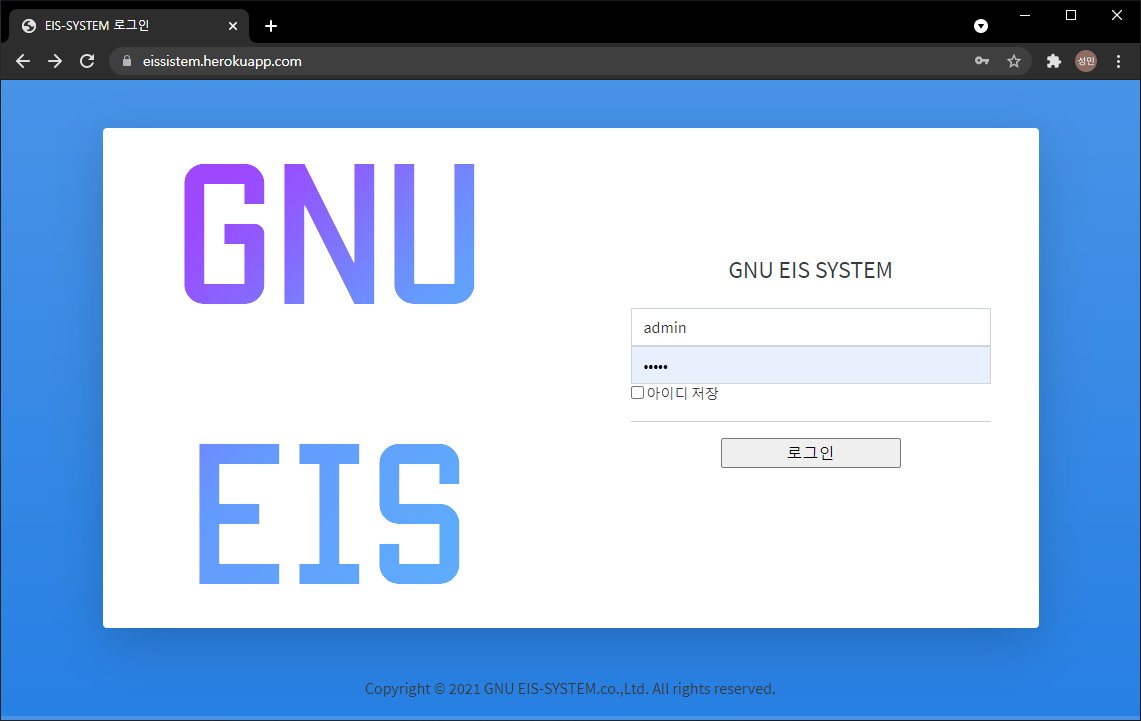 EIS-SYSTEM 로그인
eissistem.herokuapp.com
성민
GNU
EIS
GNU EIS SYSTEM
admin
•••••
아이디 저장
로그인
Copyright © 2021 GNU EIS-SYSTEM.co.,Ltd. All rights reserved.